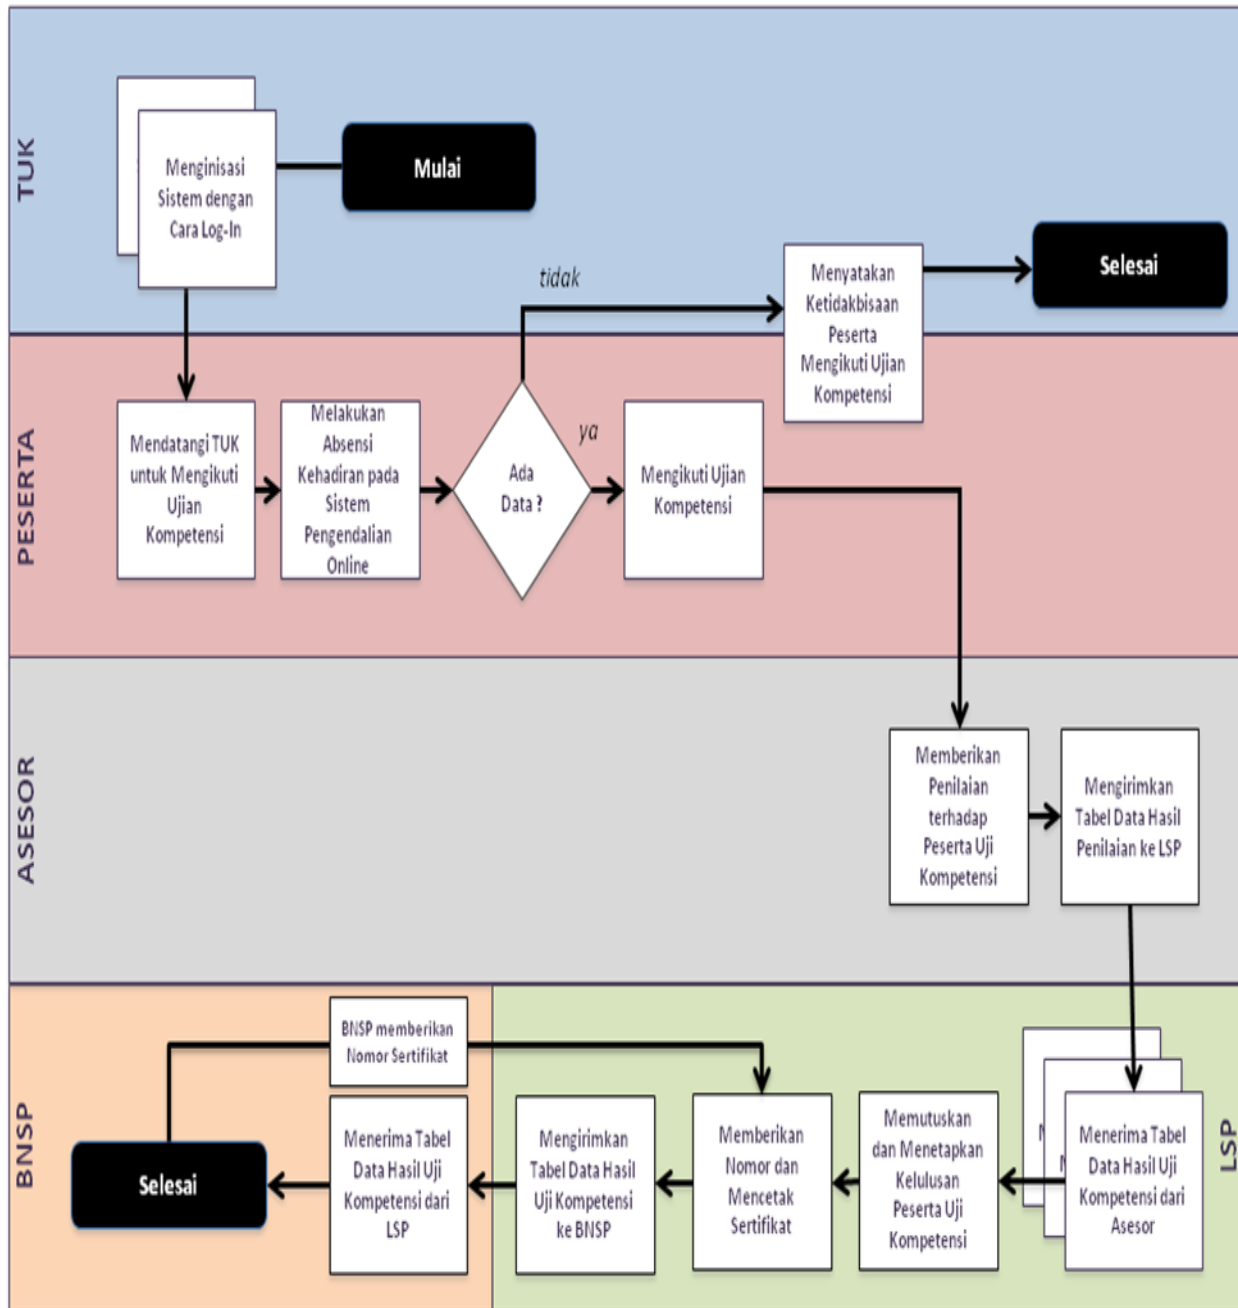 TUK
Menginisasi
Sistem dengan
Cara Log-In
Mulai
Selesai
Menyatakan
Ketidakbisaan
Peserta
Mengikuti Ujian
Kompetensi
tidak
PESERTA
Mendatangi TUK
untuk Mengikuti
Ujian
Kompetensi
Melakukan
Absensi
Kehadiran pada
Sistem
Pengendalian
Online
Ada
Data ?
ya
Mengikuti Ujian
Kompetensi
ASESOR
Memberikan
Penilaian
terhadap
Peserta Uji
Kompetensi
Mengirimkan
Tabel Data Hasil
Penilaian ke LSP
BNSP
BNSP memberikan
Nomor Sertifikat
Selesai
Menerima Tabel
Data Hasil Uji
Kompetensi dari
LSP
Mengirimkan
Tabel Data Hasil
Uji Kompetensi
ke BNSP
Memberikan
Nomor dan
Mencetak
Sertifikat
Memutuskan
dan Menetapkan
Kelulusan
Peserta Uji
Kompetensi
Menerima Tabel
Data Hasil Uji
Kompetensi dari
Asesor
LSP